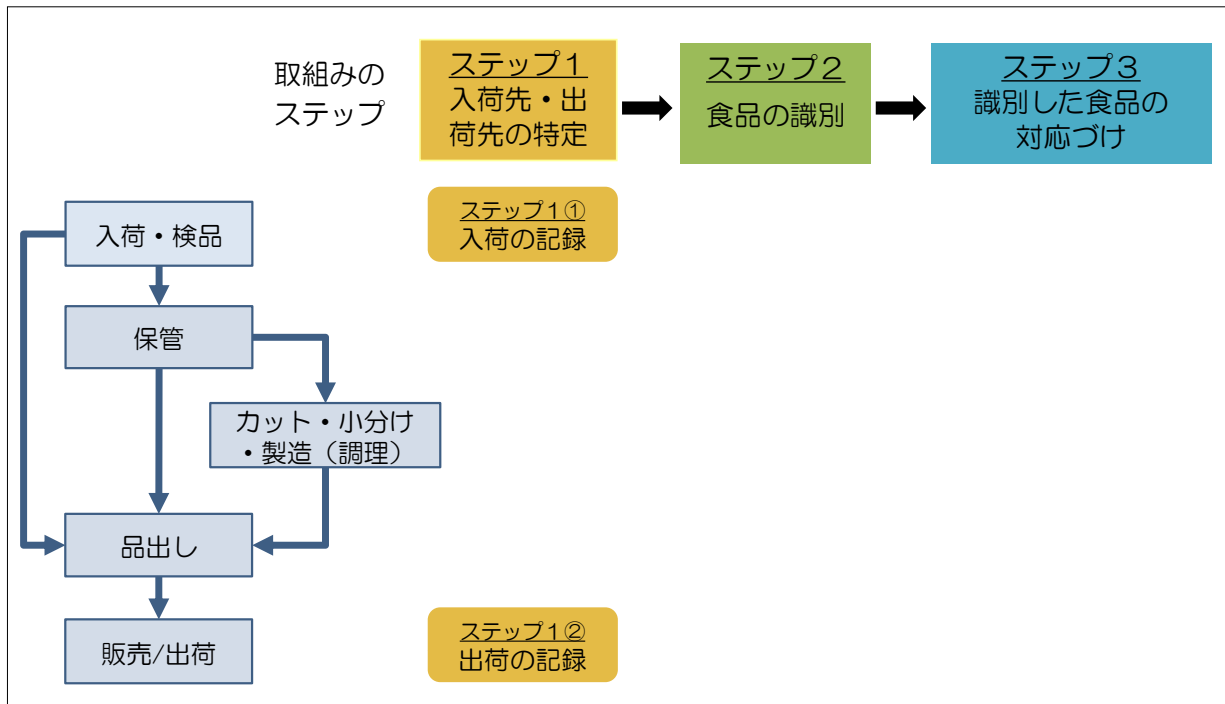 取組みの
ステップ
ステップ１
入荷先・出
荷先の特定
ステップ２
食品の識別
ステップ３
識別した食品の
対応づけ
ステップ１①
入荷の記録
入荷・検品
保管
カット・小分け
・製造（調理）
品出し
販売/出荷
ステップ１②
出荷の記録